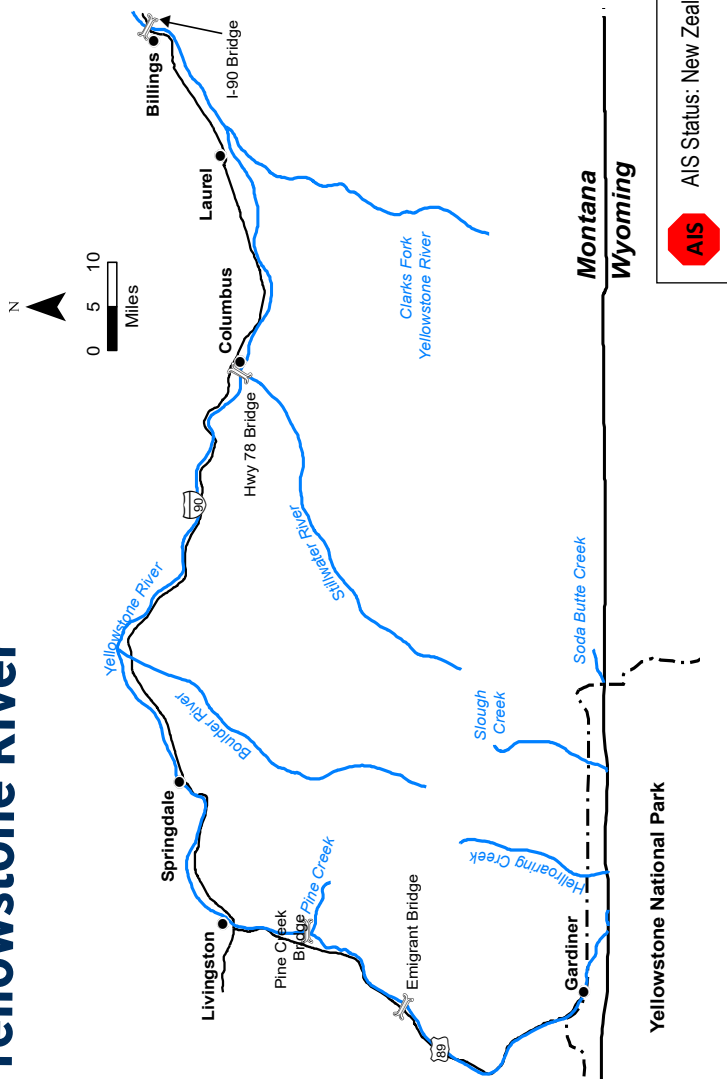 Yellowstone River
N
0 5 10
Miles
Billings
I-90 Bridge
Laurel
Columbus
Hwy 78 Bridge
90
Clarks Fork
Yellowstone River
Yellowstone River
Stillwater River
Boulder River
Springdale
Livingston
Pine Creek
Bridge
Pine Creek
Emigrant Bridge
89
Slough
Creek
Soda Butte Creek
Hellroaring Creek
Gardiner
Montana
Wyoming
Yellowstone National Park
AIS
AIS Status: New Zeal